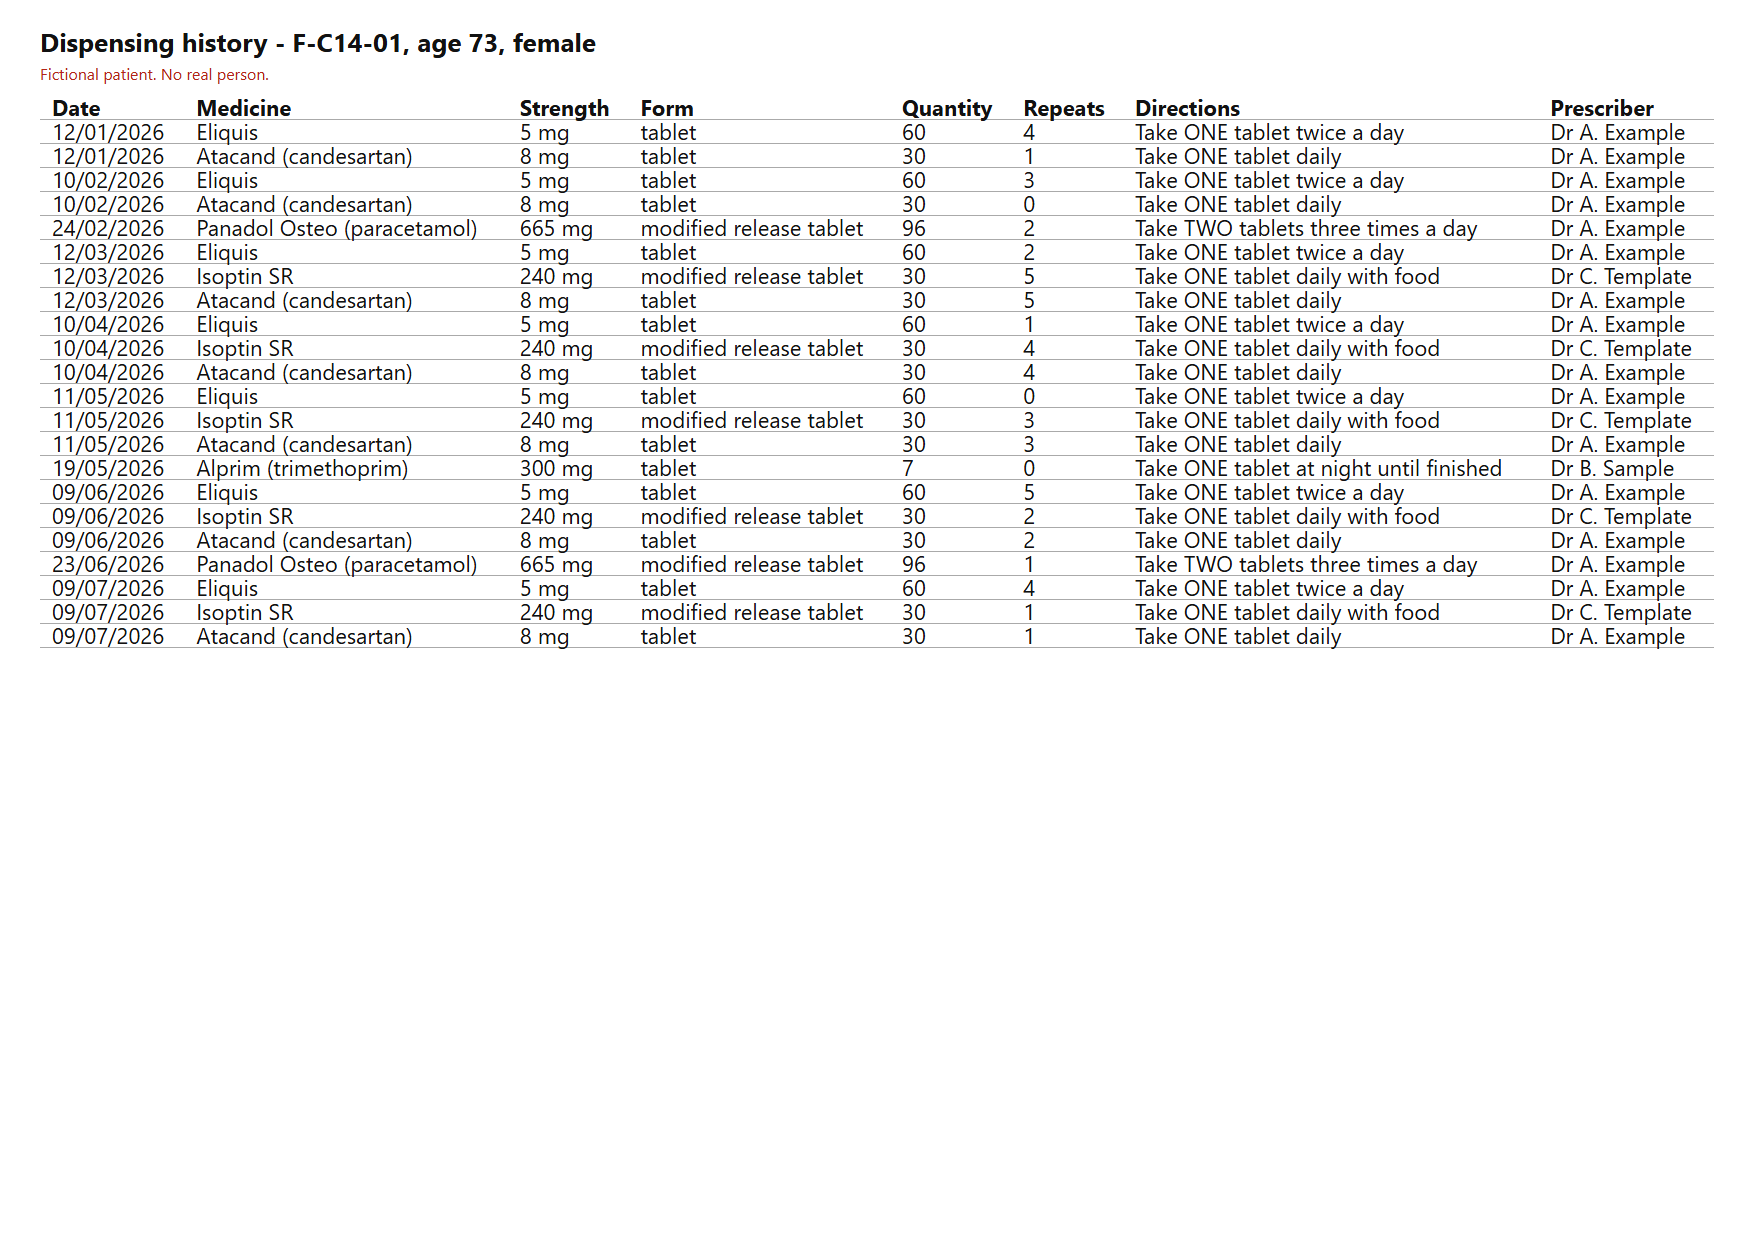 Dispensing history - F-C14-01, age 73, female
Fictional patient. No real person.
Date Medicine Strength Form Quantity Repeats Directions Prescriber
12/01/2026 Eliquis 5 mg tablet 60 4 Take ONE tablet twice a day Dr A. Example
12/01/2026 Atacand (candesartan) 8 mg tablet 30 1 Take ONE tablet daily Dr A. Example
10/02/2026 Eliquis 5 mg tablet 60 3 Take ONE tablet twice a day Dr A. Example
10/02/2026 Atacand (candesartan) 8 mg tablet 30 0 Take ONE tablet daily Dr A. Example
24/02/2026 Panadol Osteo (paracetamol) 665 mg modified release tablet 96 2 Take TWO tablets three times a day Dr A. Example
12/03/2026 Eliquis 5 mg tablet 60 2 Take ONE tablet twice a day Dr A. Example
12/03/2026 Isoptin SR 240 mg modified release tablet 30 5 Take ONE tablet daily with food Dr C. Template
12/03/2026 Atacand (candesartan) 8 mg tablet 30 5 Take ONE tablet daily Dr A. Example
10/04/2026 Eliquis 5 mg tablet 60 1 Take ONE tablet twice a day Dr A. Example
10/04/2026 Isoptin SR 240 mg modified release tablet 30 4 Take ONE tablet daily with food Dr C. Template
10/04/2026 Atacand (candesartan) 8 mg tablet 30 4 Take ONE tablet daily Dr A. Example
11/05/2026 Eliquis 5 mg tablet 60 0 Take ONE tablet twice a day Dr A. Example
11/05/2026 Isoptin SR 240 mg modified release tablet 30 3 Take ONE tablet daily with food Dr C. Template
11/05/2026 Atacand (candesartan) 8 mg tablet 30 3 Take ONE tablet daily Dr A. Example
19/05/2026 Alprim (trimethoprim) 300 mg tablet 7 0 Take ONE tablet at night until finished Dr B. Sample
09/06/2026 Eliquis 5 mg tablet 60 5 Take ONE tablet twice a day Dr A. Example
09/06/2026 Isoptin SR 240 mg modified release tablet 30 2 Take ONE tablet daily with food Dr C. Template
09/06/2026 Atacand (candesartan) 8 mg tablet 30 2 Take ONE tablet daily Dr A. Example
23/06/2026 Panadol Osteo (paracetamol) 665 mg modified release tablet 96 1 Take TWO tablets three times a day Dr A. Example
09/07/2026 Eliquis 5 mg tablet 60 4 Take ONE tablet twice a day Dr A. Example
09/07/2026 Isoptin SR 240 mg modified release tablet 30 1 Take ONE tablet daily with food Dr C. Template
09/07/2026 Atacand (candesartan) 8 mg tablet 30 1 Take ONE tablet daily Dr A. Example